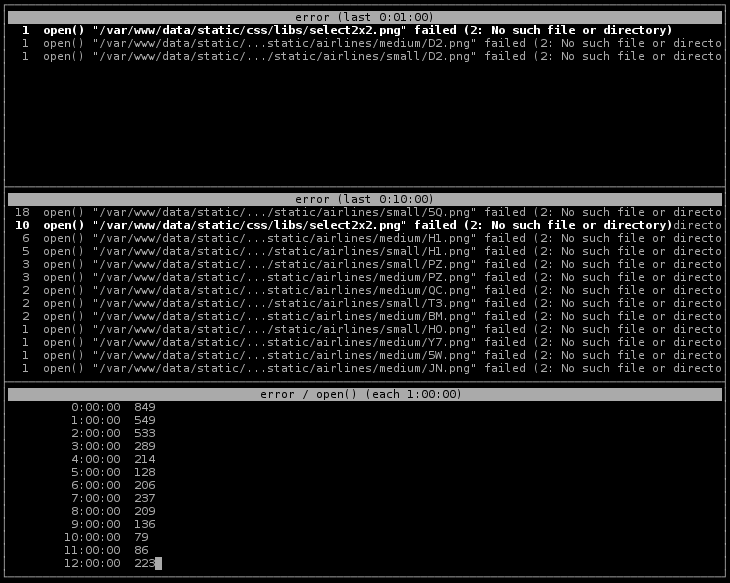 error (last 0:01:00)
1 open() "/var/www/data/static/css/libs/select2x2.png" failed (2: No such file or directory)
1 open() "/var/www/data/static/...static/airlines/medium/D2.png" failed (2: No such file or directo
1 open() "/var/www/data/static/.../static/airlines/small/D2.png" failed (2: No such file or directo
error (last 0:10:00)
18 open() "/var/www/data/static/.../static/airlines/small/5Q.png" failed (2: No such file or directo
10 open() "/var/www/data/static/css/libs/select2x2.png" failed (2: No such file or directory)directo
6 open() "/var/www/data/static/...static/airlines/medium/H1.png" failed (2: No such file or directo
5 open() "/var/www/data/static/.../static/airlines/small/H1.png" failed (2: No such file or directo
3 open() "/var/www/data/static/.../static/airlines/small/PZ.png" failed (2: No such file or directo
3 open() "/var/www/data/static/...static/airlines/medium/PZ.png" failed (2: No such file or directo
2 open() "/var/www/data/static/...static/airlines/medium/QC.png" failed (2: No such file or directo
2 open() "/var/www/data/static/.../static/airlines/small/T3.png" failed (2: No such file or directo
2 open() "/var/www/data/static/...static/airlines/medium/BM.png" failed (2: No such file or directo
1 open() "/var/www/data/static/.../static/airlines/small/HO.png" failed (2: No such file or directo
1 open() "/var/www/data/static/...static/airlines/medium/Y7.png" failed (2: No such file or directo
1 open() "/var/www/data/static/...static/airlines/medium/5W.png" failed (2: No such file or directo
1 open() "/var/www/data/static/...static/airlines/medium/JN.png" failed (2: No such file or directo
error / open() (each 1:00:00)
0:00:00 849
1:00:00 549
2:00:00 533
3:00:00 289
4:00:00 214
5:00:00 128
6:00:00 206
7:00:00 237
8:00:00 209
9:00:00 136
10:00:00 79
11:00:00 86
12:00:00 223